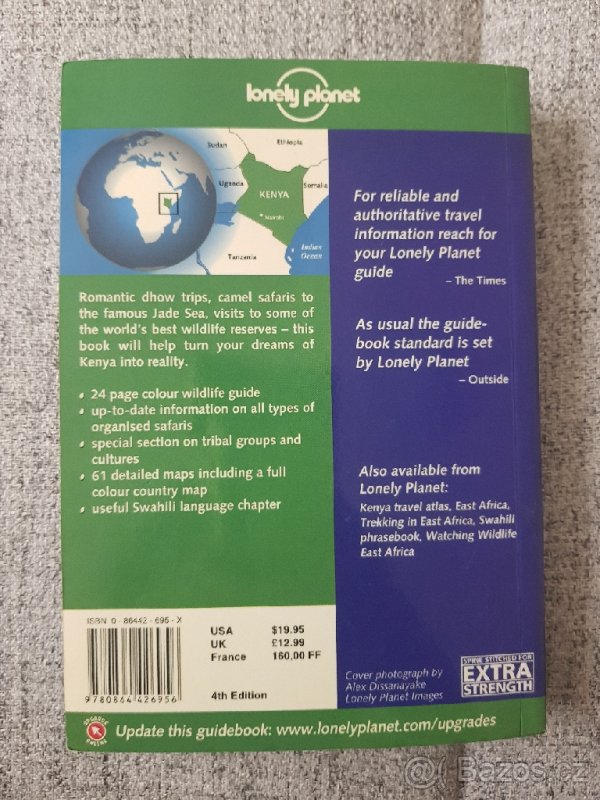 lonely planet
Sudan
Ethiopia
Uganda
KENYA
Somalia
Nairobi
Indian
Ocean
Tanzania
Romantic dhow trips, camel safaris to
the famous Jade Sea, visits to some of
the world's best wildlife reserves – this
book will help turn your dreams of
Kenya into reality.
• 24 page colour wildlife guide
• up-to-date information on all types of
organised safaris
• special section on tribal groups and
cultures
• 61 detailed maps including a full
colour country map
• useful Swahili language chapter
For reliable and
authoritative travel
information reach for
your Lonely Planet
guide
– The Times
As usual the guide-
book standard is set
by Lonely Planet
– Outside
Also available from
Lonely Planet:
Kenya travel atlas, East Africa,
Trekking in East Africa, Swahili
phrasebook, Watching Wildlife
East Africa
ISBN 0 - 86442 - 695 - X
9 780864 426956
USA $19.95
UK £12.99
France 160,00 FF
4th Edition
Cover photograph by
Alex Dissanayake
Lonely Planet Images
SPINE STITCHED FOR
EXTRA
STRENGTH
UPGRADE
Update this guidebook: www.lonelyplanet.com/upgrades
Bazos.cz